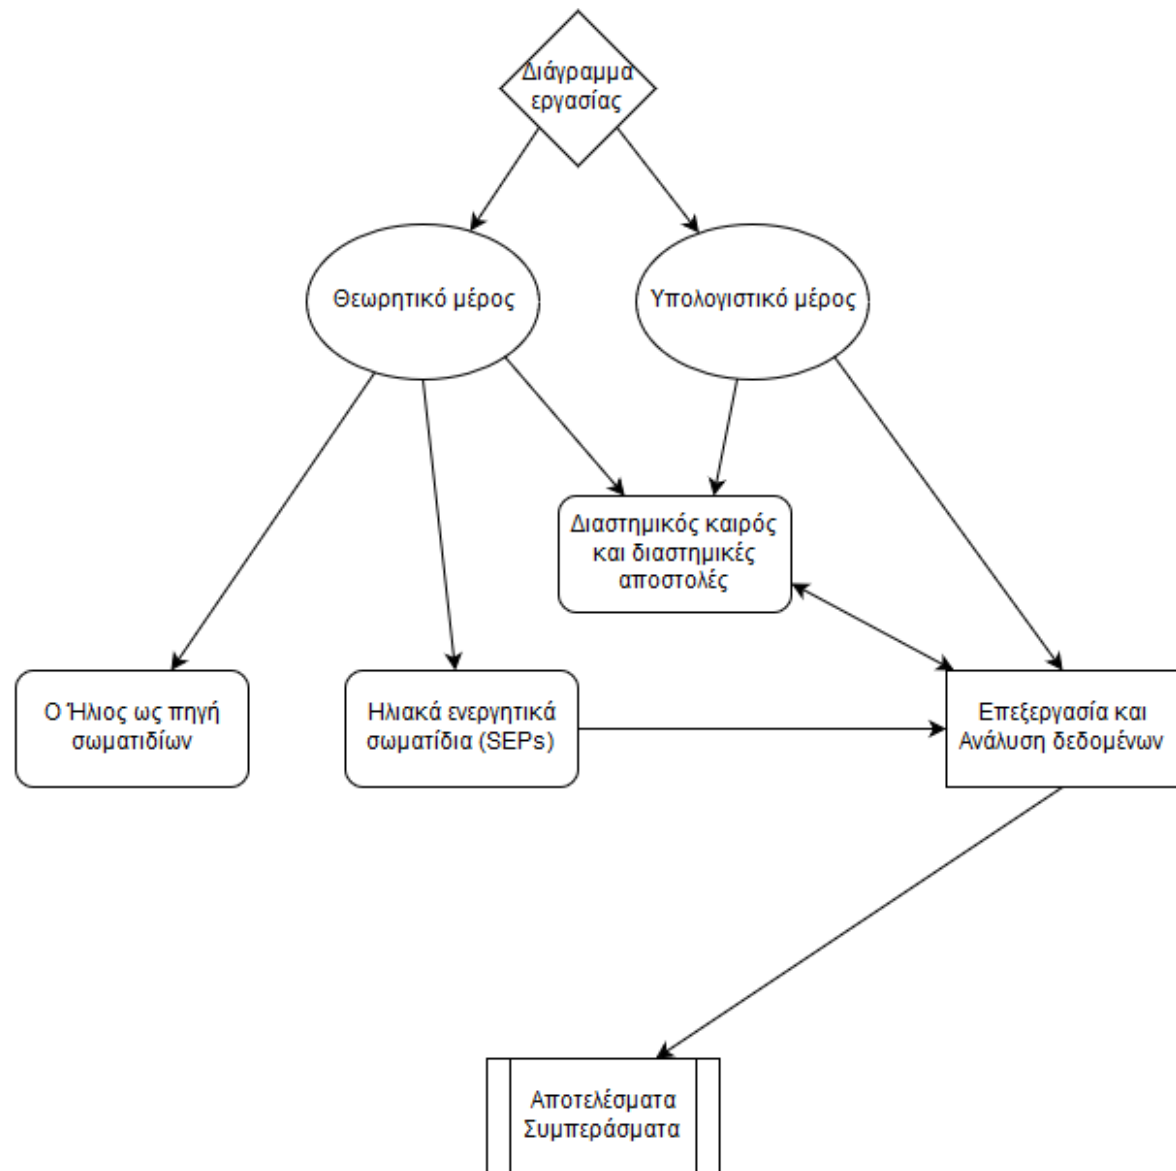 Διάγραμμα
εργασίας
Θεωρητικό μέρος
Υπολογιστικό μέρος
Διαστημικός καιρός
και διαστημικές
αποστολές
Ο Ήλιος ως πηγή
σωματιδίων
Ηλιακά ενεργητικά
σωματίδια (SEPs)
Επεξεργασία και
Ανάλυση δεδομένων
Αποτελέσματα
Συμπεράσματα